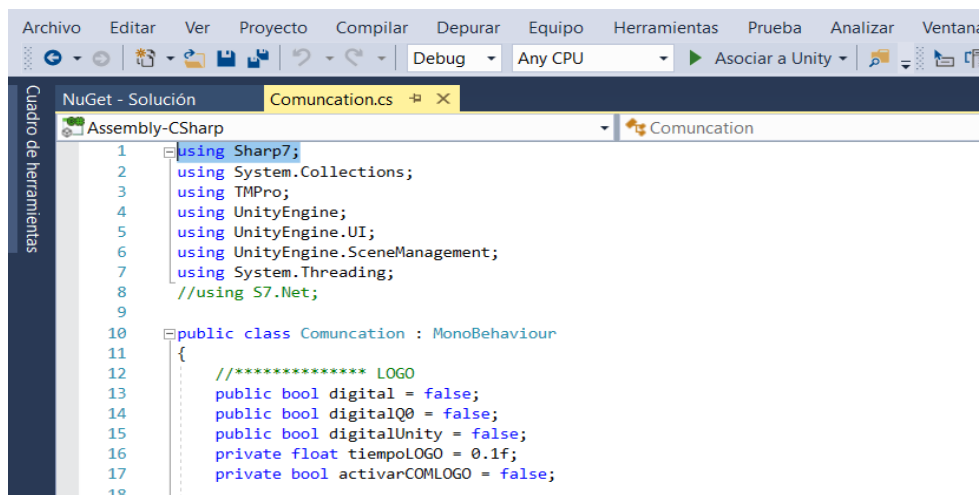 Archivo Editar Ver Proyecto Compilar Depurar Equipo Herramientas Prueba Analizar Ventana
Debug Any CPU Asociar a Unity
Cuadro de herramientas
NuGet - Solución Comuncation.cs
Assembly-CSharp Comuncation
1 using Sharp7;
2 using System.Collections;
3 using TMPro;
4 using UnityEngine;
5 using UnityEngine.UI;
6 using UnityEngine.SceneManagement;
7 using System.Threading;
8 //using S7.Net;
9
10 public class Comuncation : MonoBehaviour
11 {
12 //************** LOGO
13 public bool digital = false;
14 public bool digitalQ0 = false;
15 public bool digitalUnity = false;
16 private float tiempoLOGO = 0.1f;
17 private bool activarCOMLOGO = false;
18